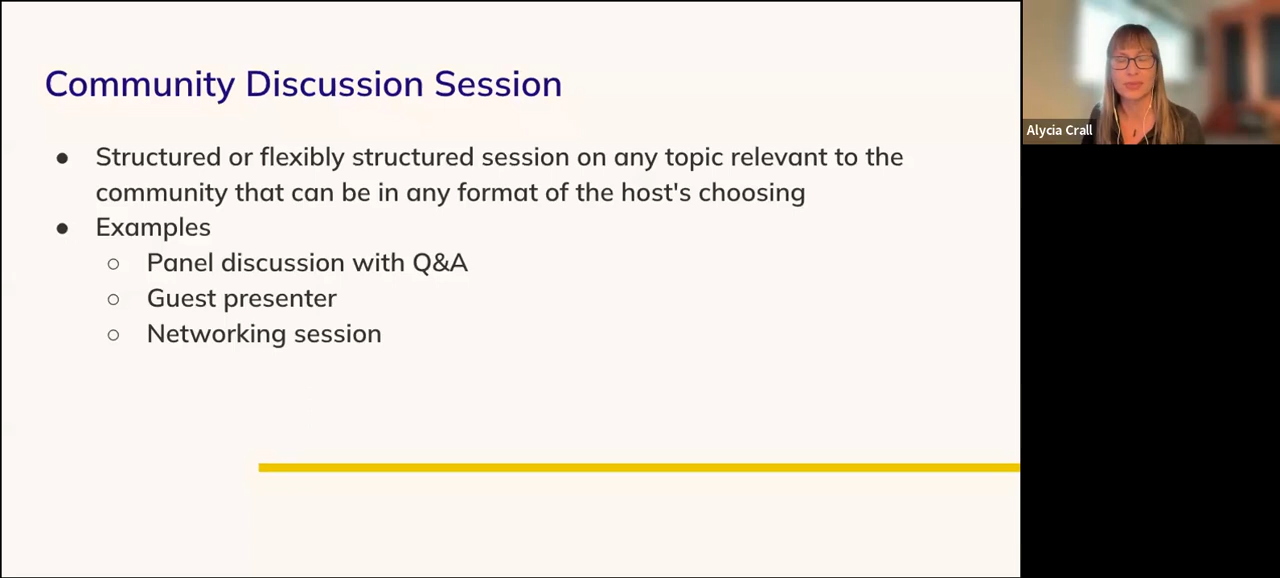 Community Discussion Session
● Structured or flexibly structured session on any topic relevant to the
community that can be in any format of the host's choosing
● Examples
○ Panel discussion with Q&A
○ Guest presenter
○ Networking session
Alycia Crall